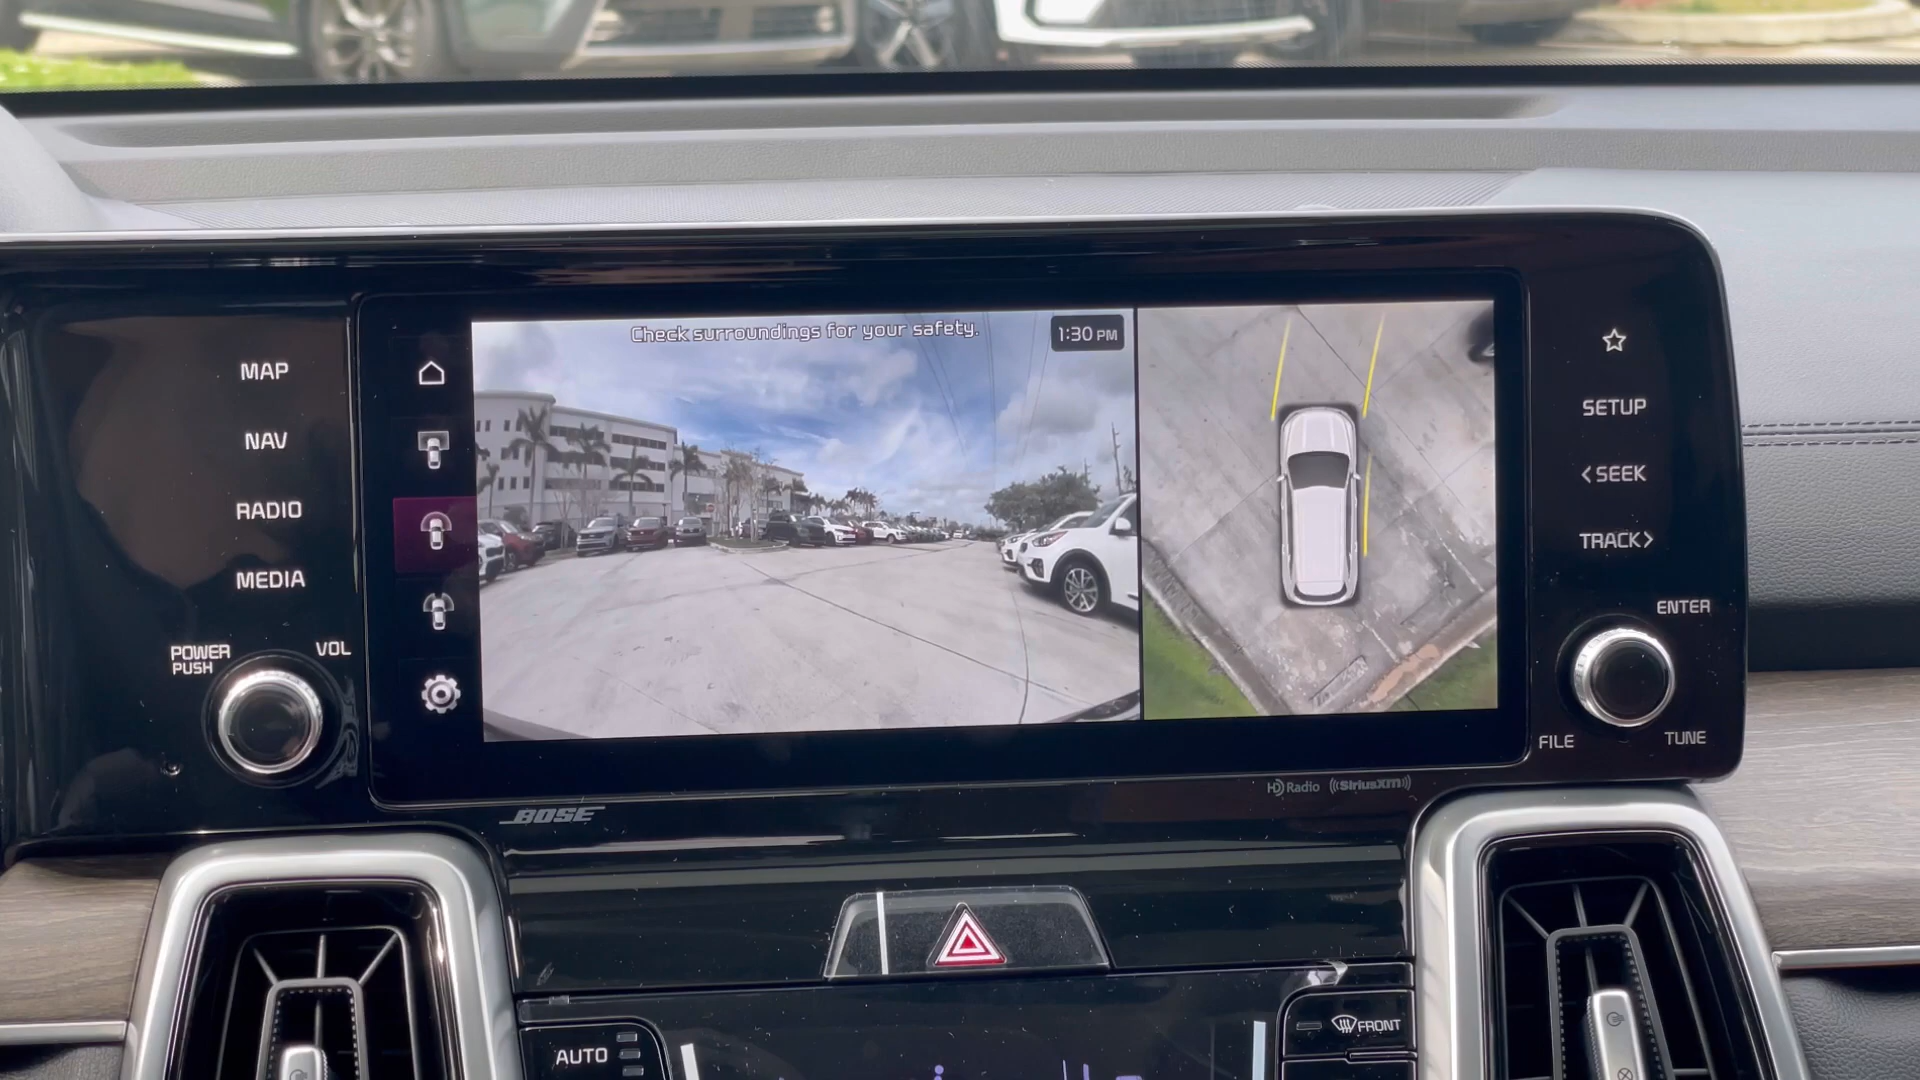 Check surroundings for your safety.
1:30 PM
MAP
NAV
RADIO
MEDIA
POWER
PUSH
VOL
SETUP
<SEEK
TRACK>
ENTER
FILE
TUNE
HD Radio
((SiriusXM))
BOSE
AUTO
FRONT